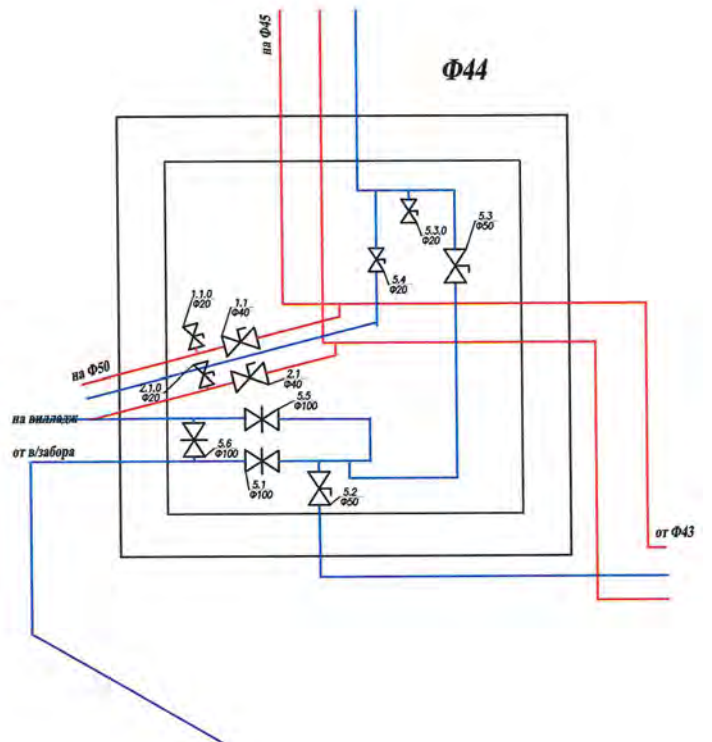 на Ф45
Ф44
5.3.0
Ф20
5.3
Ф50
5.4
Ф20
1.1.0
Ф20
1.1
Ф40
на Ф50
2.1.0
Ф20
2.1
Ф40
на вилладж
5.5
Ф100
от в/забора
5.6
Ф100
5.1
Ф100
5.2
Ф50
от Ф43